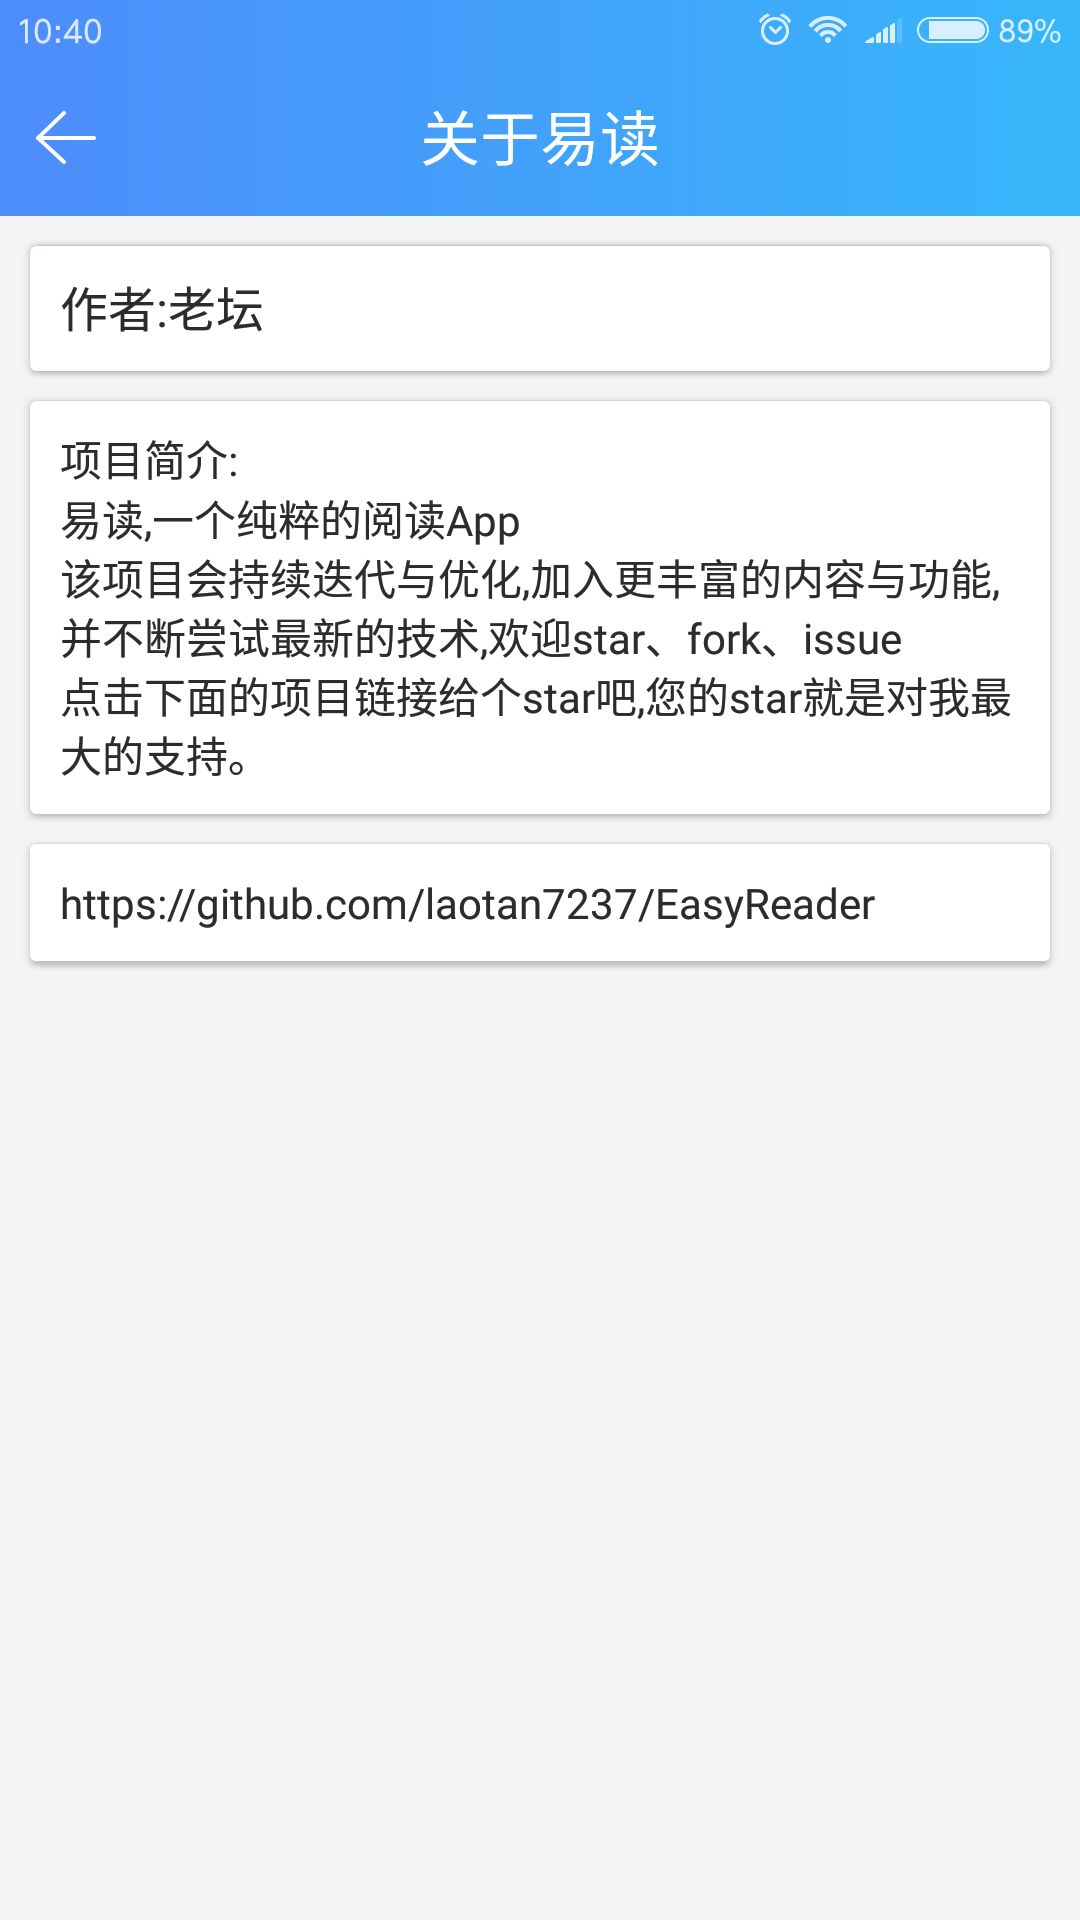 10:40
89%
关于易读
作者:老坛
项目简介:
易读,一个纯粹的阅读App
该项目会持续迭代与优化,加入更丰富的内容与功能,
并不断尝试最新的技术,欢迎star、fork、issue
点击下面的项目链接给个star吧,您的star就是对我最
大的支持。
https://github.com/laotan7237/EasyReader